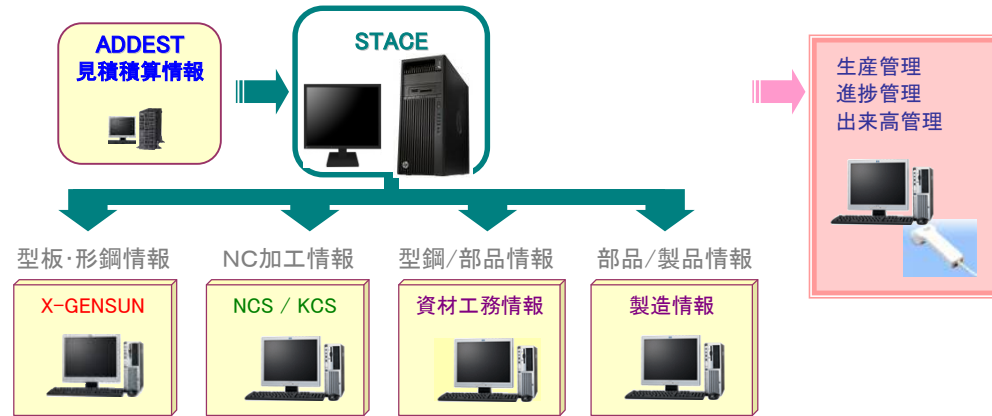 ADDEST
見積積算情報
STACE
生産管理
進捗管理
出来高管理
型板・形鋼情報
NC加工情報
型鋼/部品情報
部品/製品情報
X-GENSUN
NCS / KCS
資材工務情報
製造情報